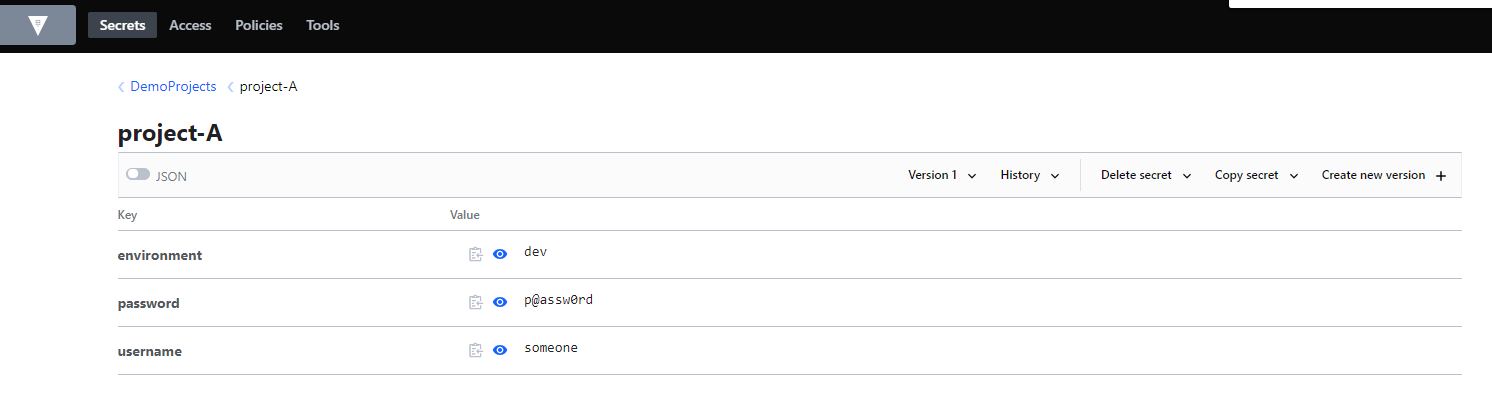 Secrets Access Policies Tools
DemoProjects project-A
project-A
JSON Version 1 History Delete secret Copy secret Create new version
Key Value
environment dev
password p@assw0rd
username someone